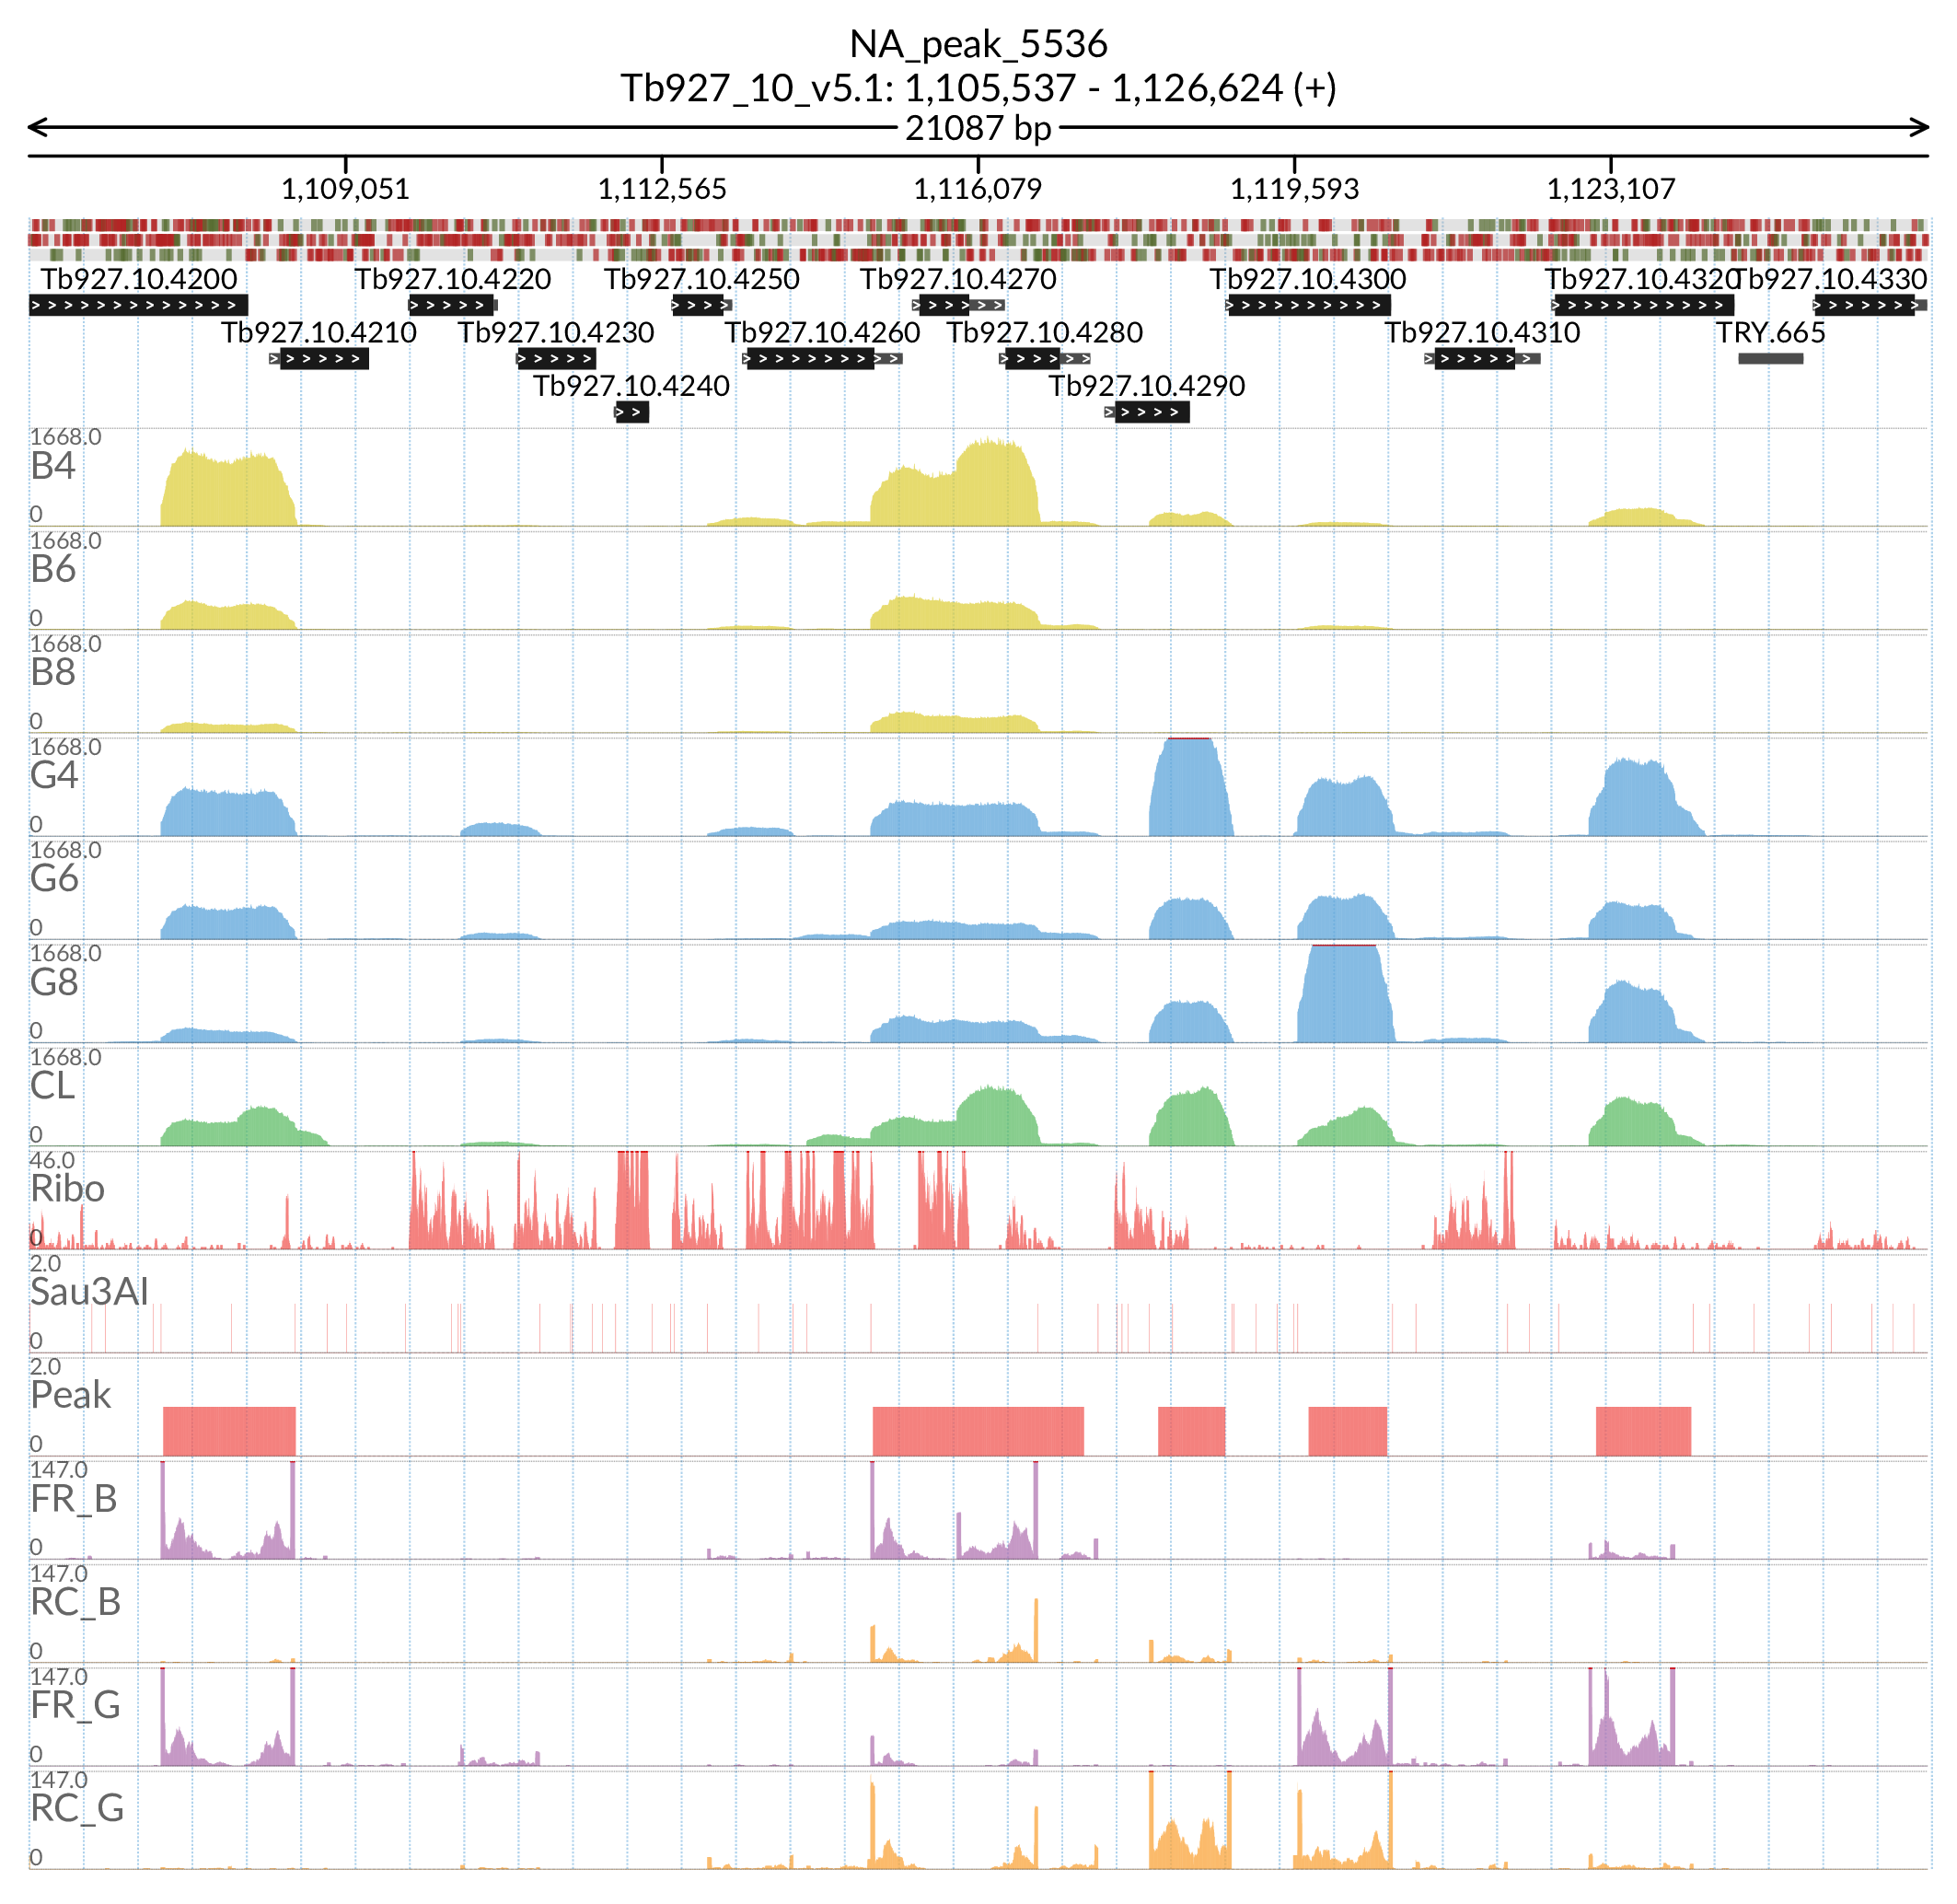 NA_peak_5536
Tb927_10_v5.1: 1,105,537 - 1,126,624 (+)
21087 bp
1,109,051 1,112,565 1,116,079 1,119,593 1,123,107
Tb927.10.4200 Tb927.10.4220 Tb927.10.4250 Tb927.10.4270 Tb927.10.4300 Tb927.10.4320 Tb927.10.4330
Tb927.10.4210 Tb927.10.4230 Tb927.10.4260 Tb927.10.4280 Tb927.10.4310 TRY.665
Tb927.10.4240 Tb927.10.4290
1668.0
B4
0
1668.0
B6
0
1668.0
B8
0
1668.0
G4
0
1668.0
G6
0
1668.0
G8
0
1668.0
CL
0
46.0
Ribo
0
2.0
Sau3AI
0
2.0
Peak
0
147.0
FR_B
0
147.0
RC_B
0
147.0
FR_G
0
147.0
RC_G
0